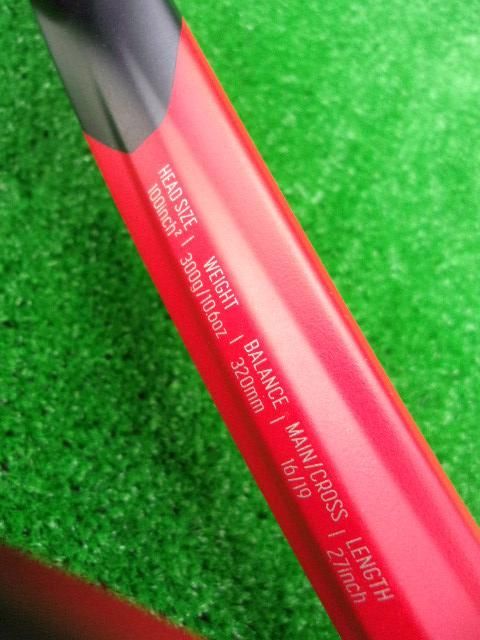 HEAD SIZE | WEIGHT | BALANCE | MAIN/CROSS | LENGTH
100inch² 300g/10.6oz 320mm 16/19 27inch